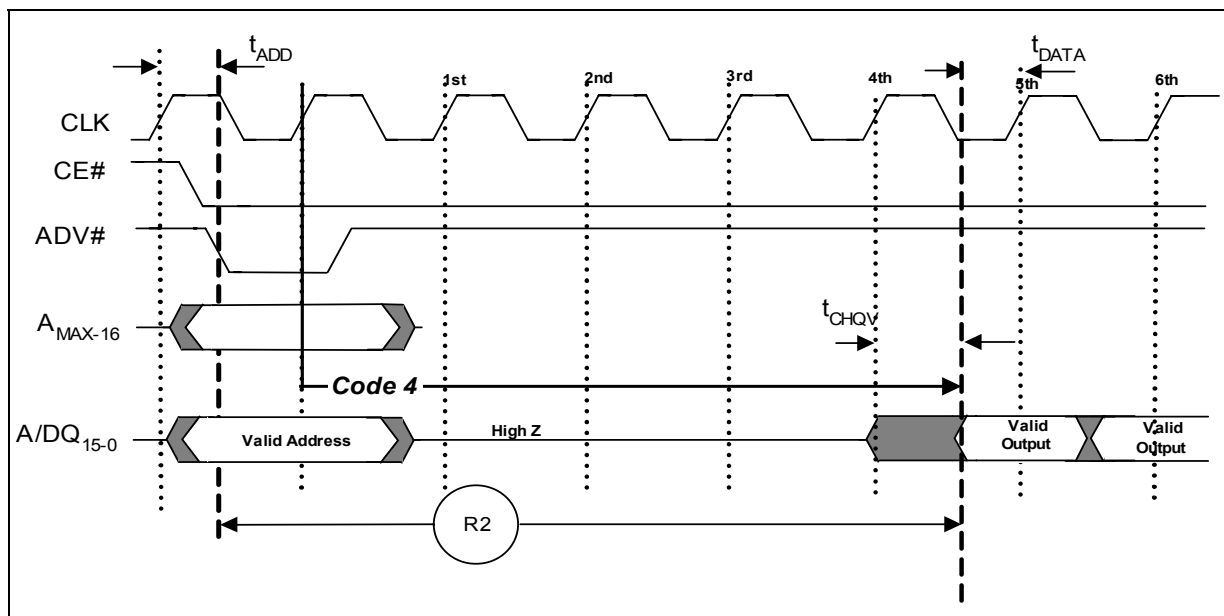 tADD
tDATA
1st 2nd 3rd 4th 5th 6th
CLK
CE#
ADV#
AMAX-16
tCHQV
Code 4
A/DQ15-0 Valid Address High Z Valid Output Valid Output
R2